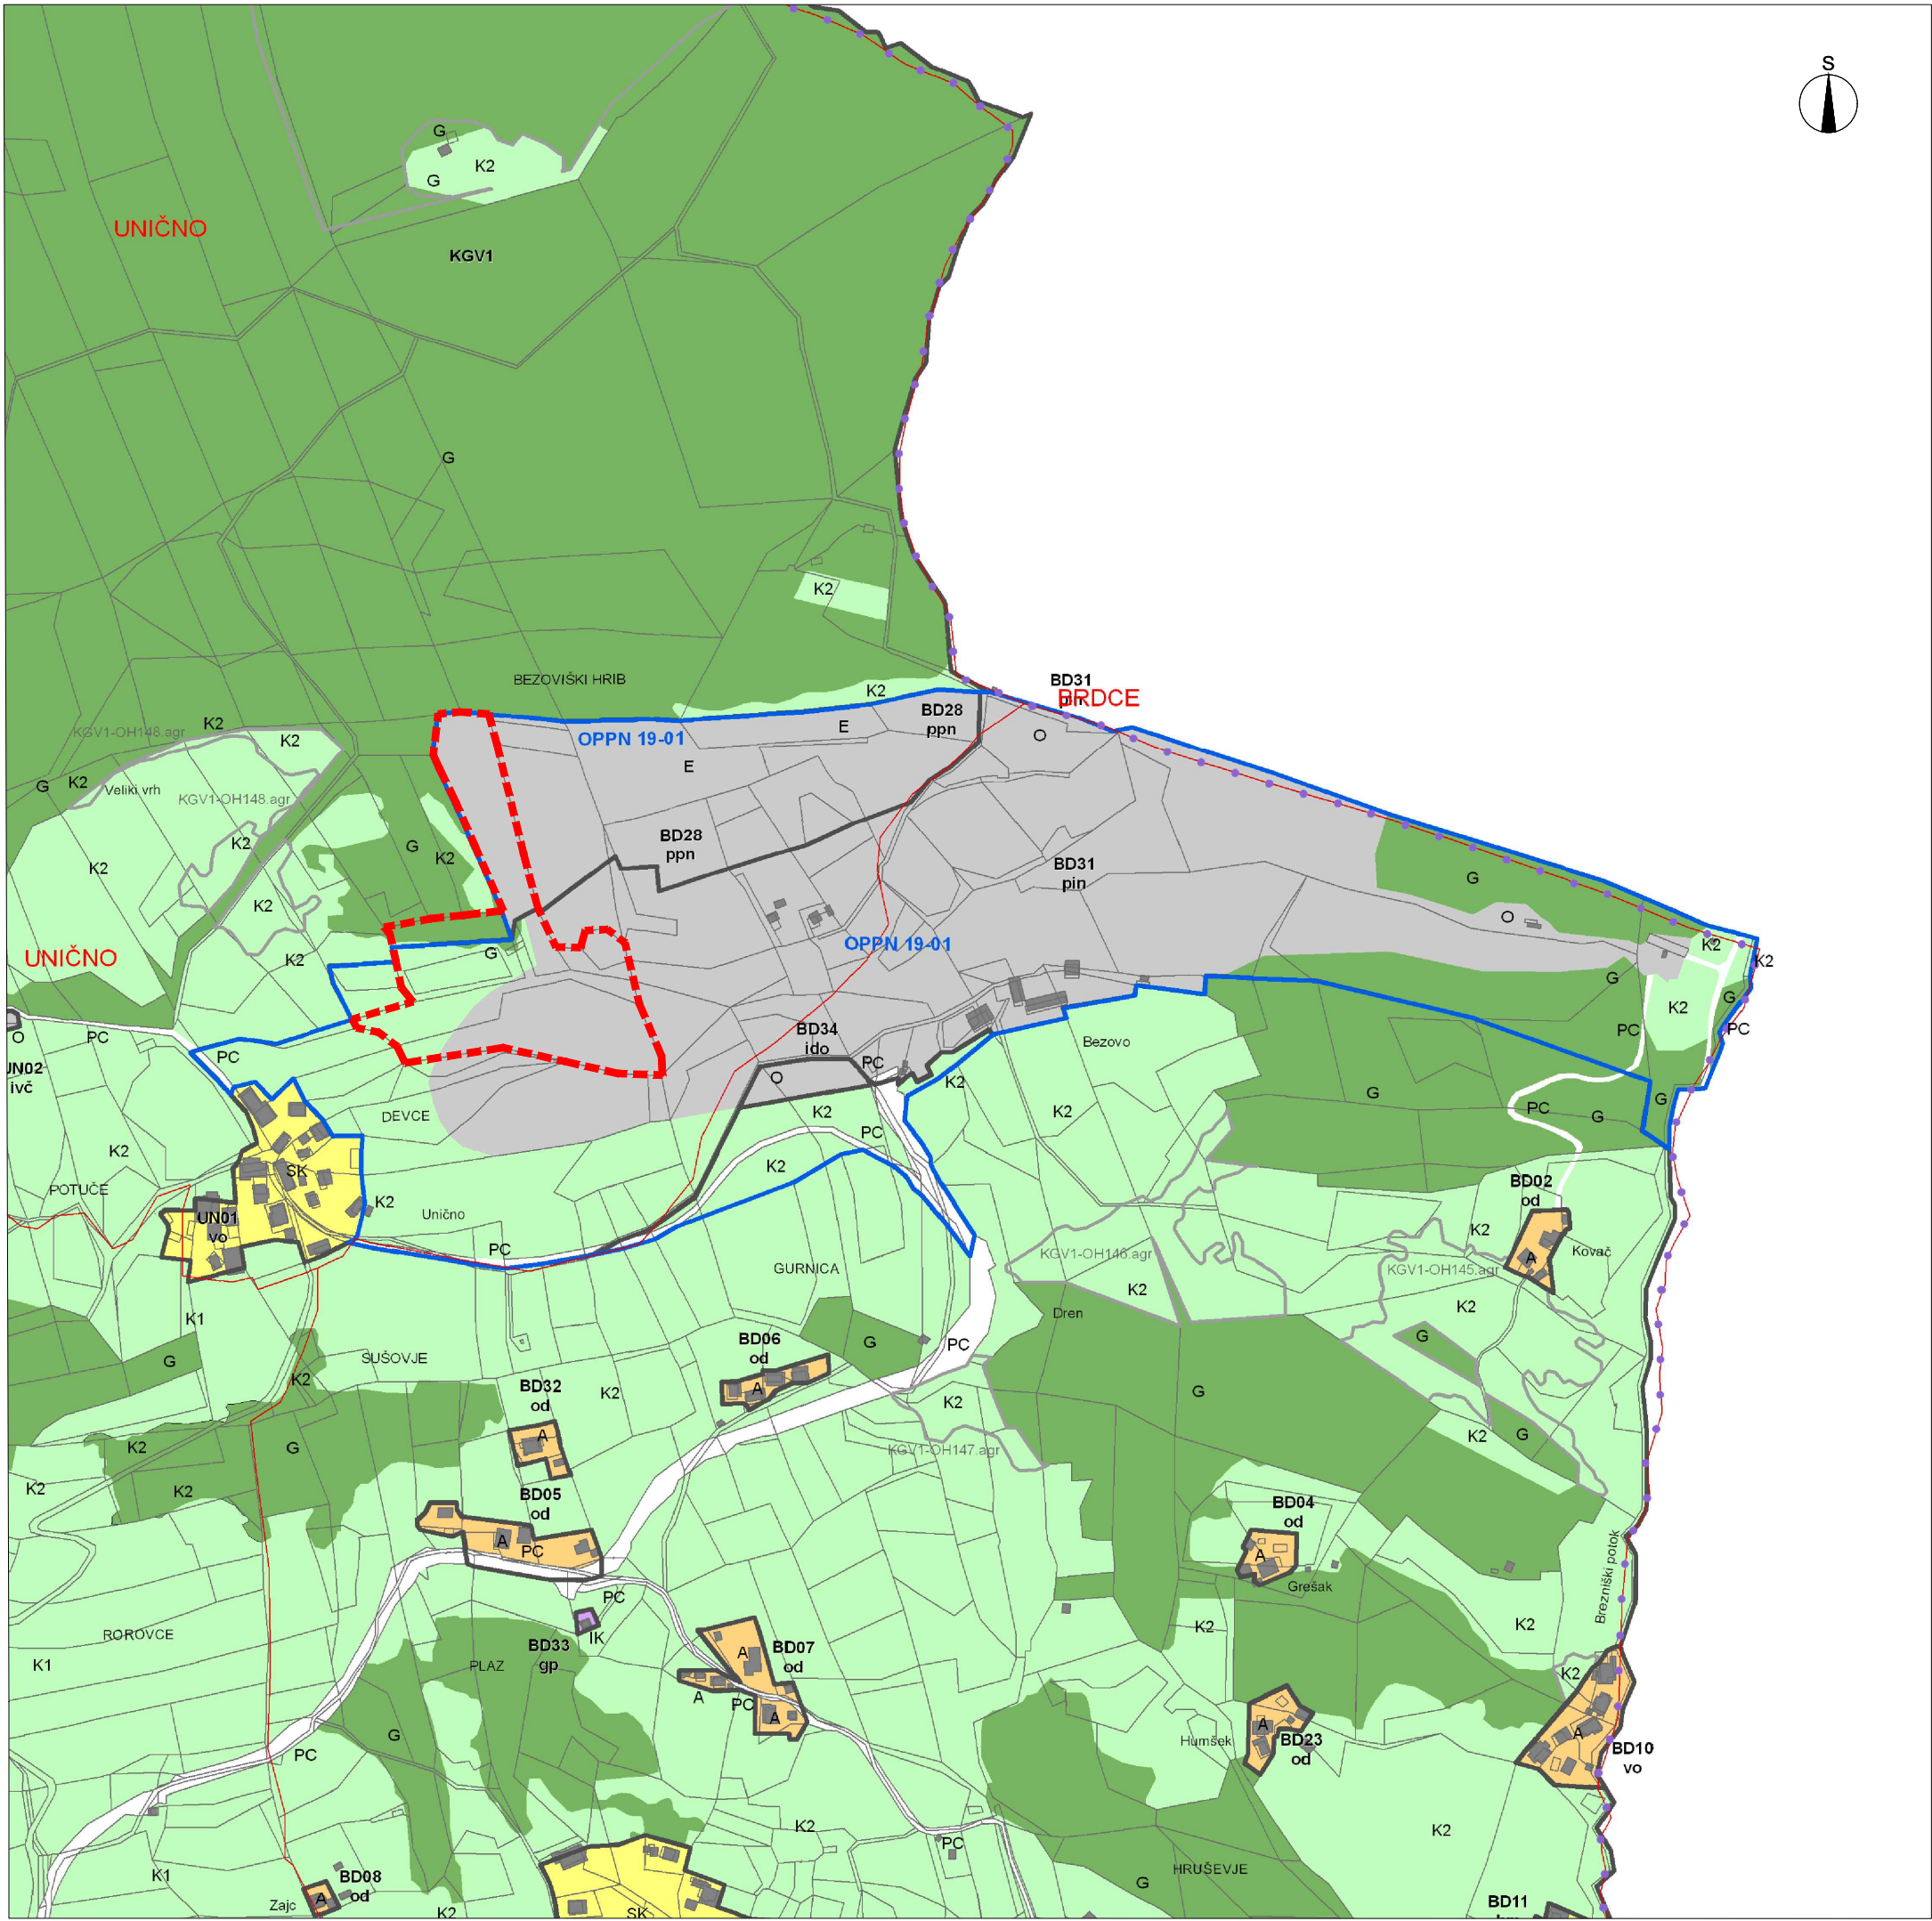 S
G
K2
G
UNIČNO
KGV1
G
K2
BEZOVIŠKI HRIB
K2
BD31
BRDCE
BD28
ppn
E
O
OPPN 19-01
E
K2
KGV1-OH148.agr
K2
G
K2
Veliki vrh
KGV1-OH148.agr
K2
G
K2
K2
BD28
ppn
BD31
pin
G
K2
O
UNIČNO
K2
G
OPPN 19-01
K2
K2
G
G
K2
O
PC
PC
BD34
ido
PC
O
Bezovo
PC
PC
UN02
ivč
K2
K2
K2
G
PC
G
G
DEVCE
PC
K2
SK
K2
POTUČE
K2
UN01
vo
Unično
PC
BD02
od
K2
A
Kovač
GURNICA
KGV1-OH146.agr
K2
KGV1-OH145.agr
K2
Dren
K1
G
SUŠOVJE
K2
BD06
od
A
G
PC
G
BD32
od
A
K2
G
K2
K2
G
K2
G
KGV1-OH147.agr
K2
K2
BD05
od
A
PC
BD04
od
A
Grešak
Brezniški potok
PC
IK
BD33
gp
ROROVCE
K1
PLAZ
BD07
od
A
A
PC
A
K2
K2
K2
G
PC
Humšek
A
BD23
od
A
BD10
vo
K2
K2
PC
K1
BD08
od
A
Zajc
K2
SK
G
HRUŠEVJE
BD11